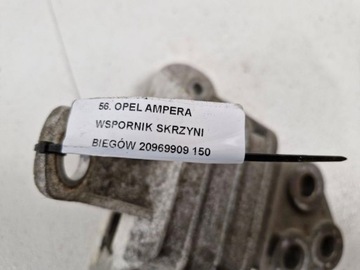 56. OPEL AMPERA
WSPORNIK SKRZYNI
BIEGÓW 20969909 150